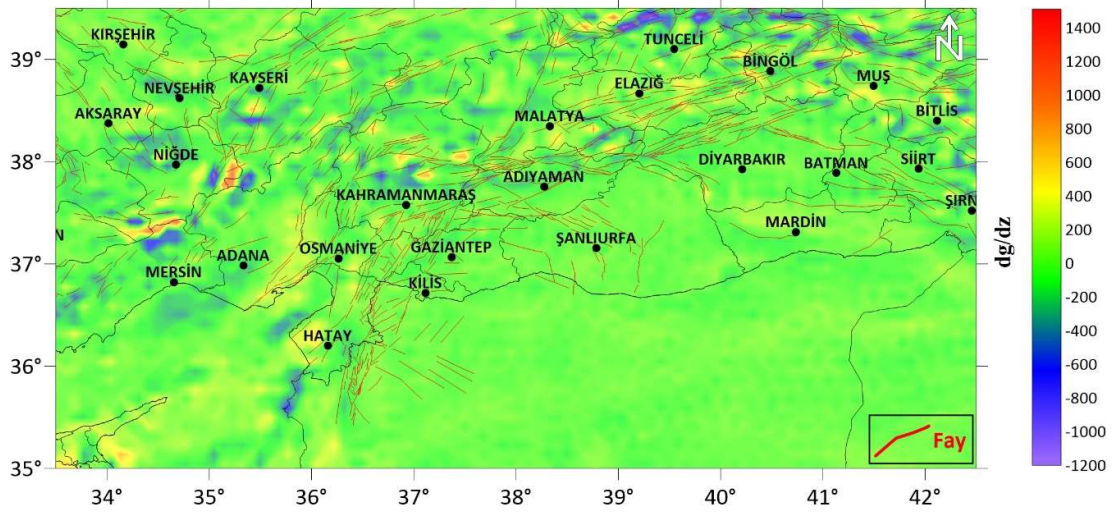 KIRŞEHİR
TUNCELİ
BİNGÖL
N
39°
MUŞ
KAYSERİ
NEVŞEHİR
ELAZIĞ
AKSARAY
MALATYA
BİTLİS
NİĞDE
38°
DİYARBAKIR
BATMAN
SİİRT
ADIYAMAN
KAHRAMANMARAŞ
ŞIRN
MARDİN
N
ADANA
OSMANİYE
GAZİANTEP
ŞANLIURFA
37°
MERSİN
KİLİS
HATAY
36°
Fay
35°
34° 35° 36° 37° 38° 39° 40° 41° 42°
1400
1200
1000
800
600
400
200
0
-200
-400
-600
-800
-1000
-1200
dg/dz